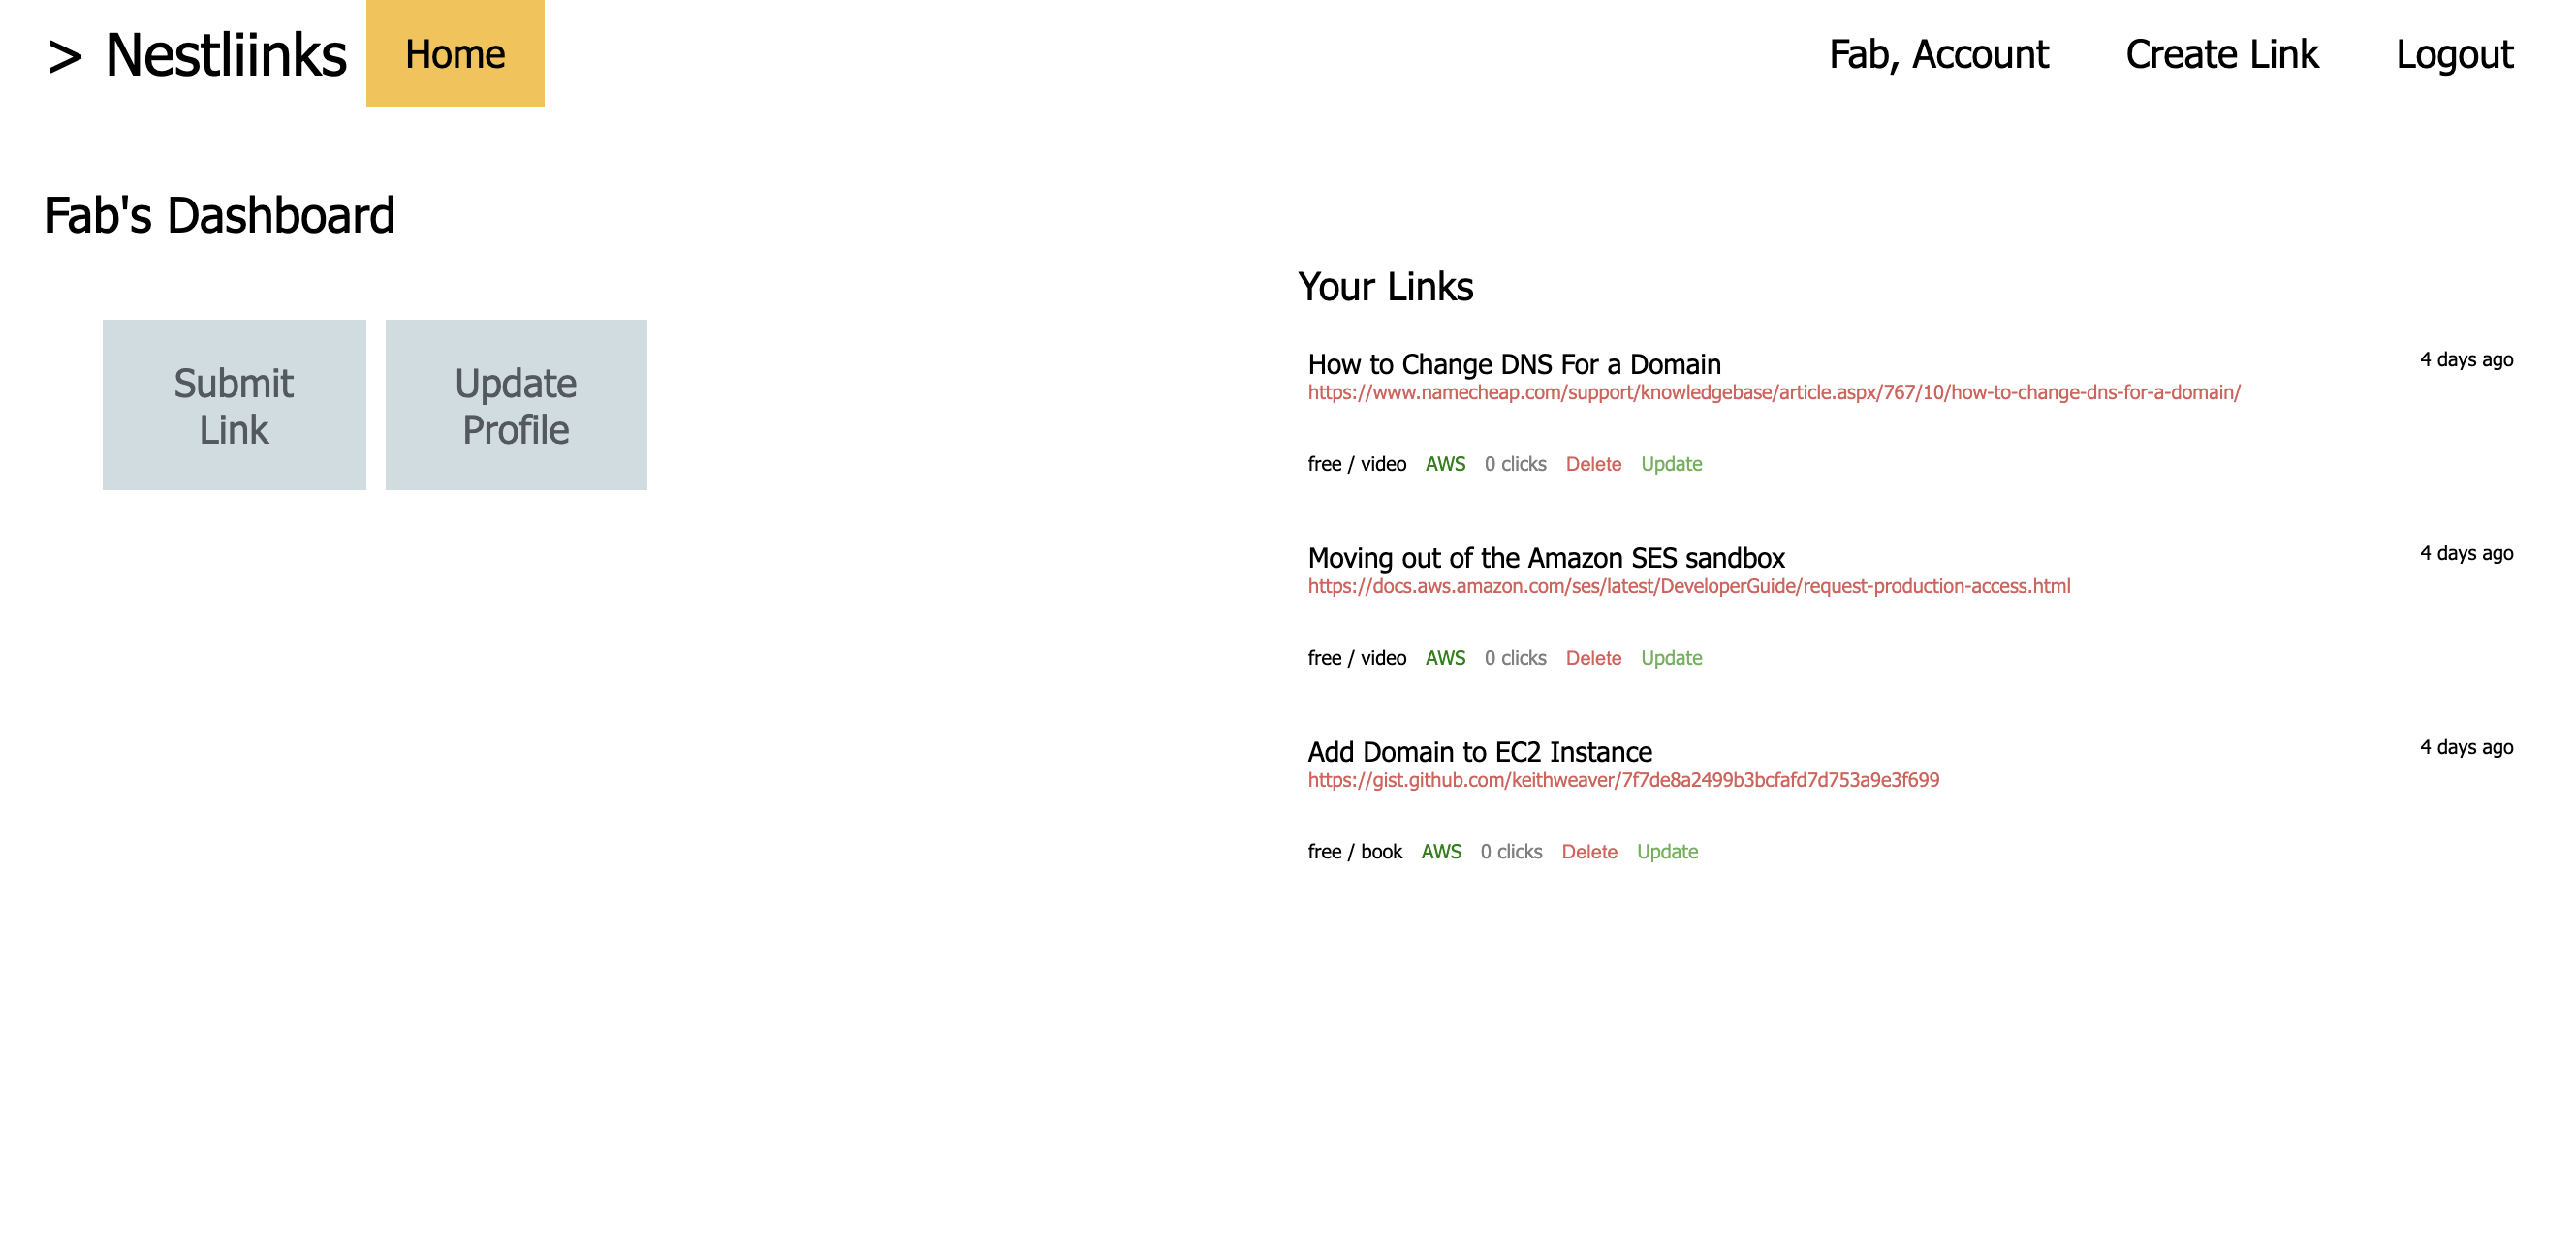 > Nestliinks Home Fab, Account Create Link Logout
Fab's Dashboard
Submit
Link
Update
Profile
Your Links
How to Change DNS For a Domain 4 days ago
https://www.namecheap.com/support/knowledgebase/article.aspx/767/10/how-to-change-dns-for-a-domain/
free / video AWS 0 clicks Delete Update
Moving out of the Amazon SES sandbox 4 days ago
https://docs.aws.amazon.com/ses/latest/DeveloperGuide/request-production-access.html
free / video AWS 0 clicks Delete Update
Add Domain to EC2 Instance 4 days ago
https://gist.github.com/keithweaver/7f7de8a2499b3bcfafd7d753a9e3f699
free / book AWS 0 clicks Delete Update